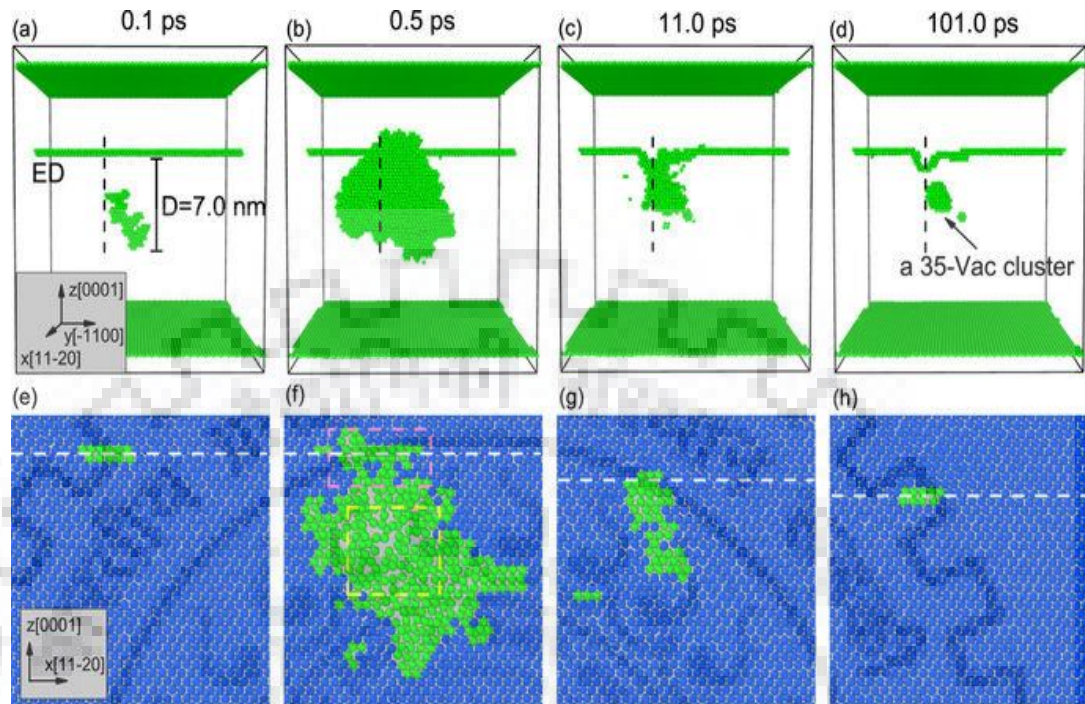 (a) 0.1 ps (b) 0.5 ps (c) 11.0 ps (d) 101.0 ps
ED
D=7.0 nm
a 35-Vac cluster
z[0001]
y[-1100]
x[11-20]
(e) (f) (g) (h)
z[0001]
x[11-20]